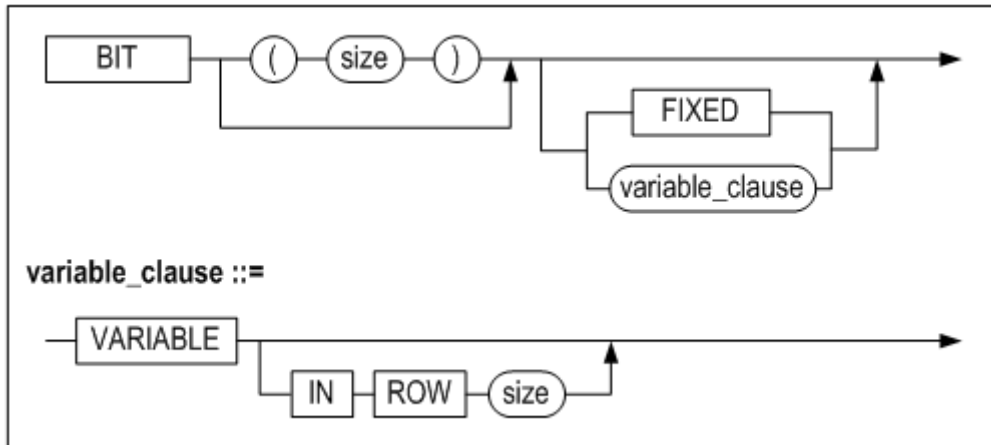 BIT ( size )
FIXED
variable_clause
variable_clause ::=
VARIABLE
IN ROW size